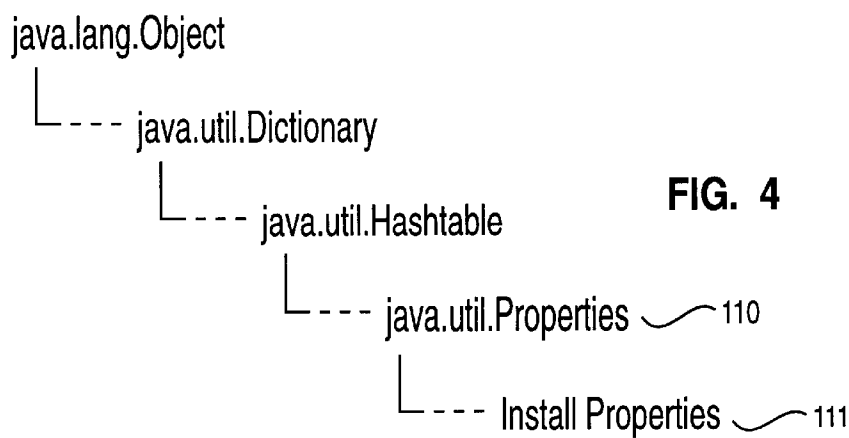 java.lang.Object
java.util.Dictionary
FIG. 4
java.util.Hashtable
java.util.Properties 110
Install Properties 111